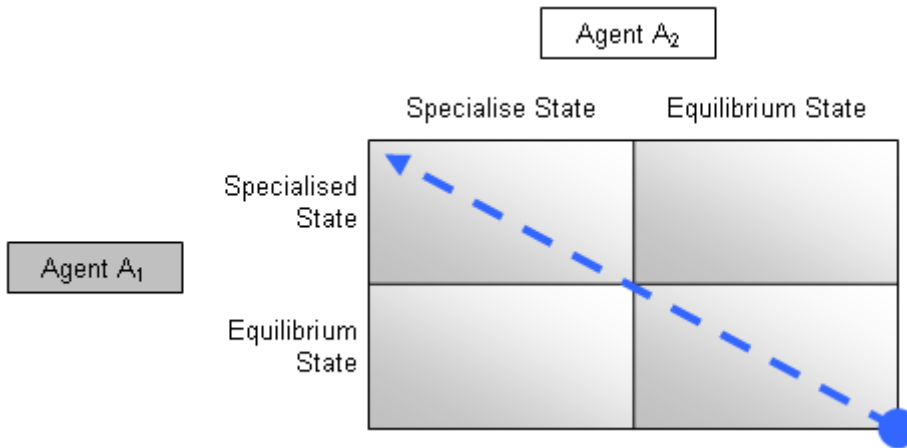 Agent A₂
Specialise State
Equilibrium State
Specialised
State
Agent A₁
Equilibrium
State